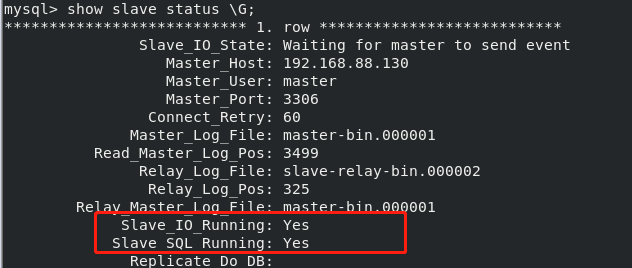 mysql> show slave status \G;
*************************** 1. row ***************************
Slave_IO_State: Waiting for master to send event
Master_Host: 192.168.88.130
Master_User: master
Master_Port: 3306
Connect_Retry: 60
Master_Log_File: master-bin.000001
Read_Master_Log_Pos: 3499
Relay_Log_File: slave-relay-bin.000002
Relay_Log_Pos: 325
Relay_Master_Log_File: master-bin.000001
Slave_IO_Running: Yes
Slave_SQL_Running: Yes
Replicate_Do_DB: